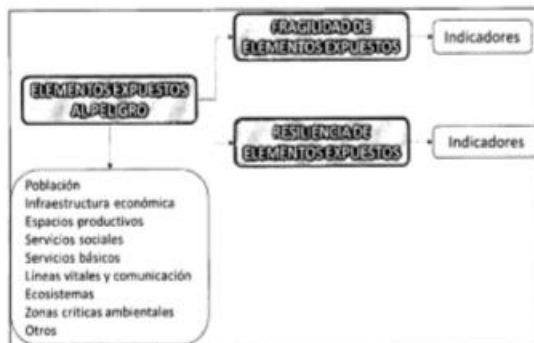 FRAGILIDAD DE
ELEMENTOS EXPUESTOS
Indicadores
ELEMENTOS EXPUESTOS
AL PELIGRO
RESILIENCIA DE
ELEMENTOS EXPUESTOS
Indicadores
Población
Infraestructura económica
Espacios productivos
Servicios sociales
Servicios básicos
Líneas vitales y comunicación
Ecosistemas
Zonas criticas ambientales
Otros